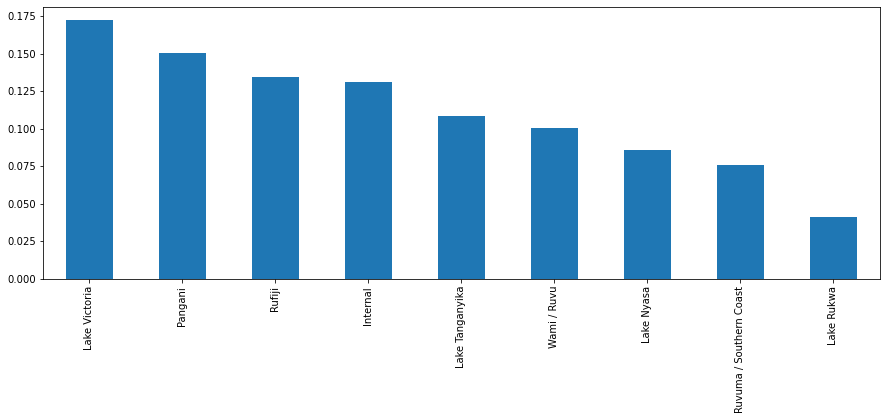 0.175
0.150
0.125
0.100
0.075
0.050
0.025
0.000
Lake Victoria
Pangani
Rufiji
Internal
Lake Tanganyika
Wami / Ruvu
Lake Nyasa
Ruvuma / Southern Coast
Lake Rukwa